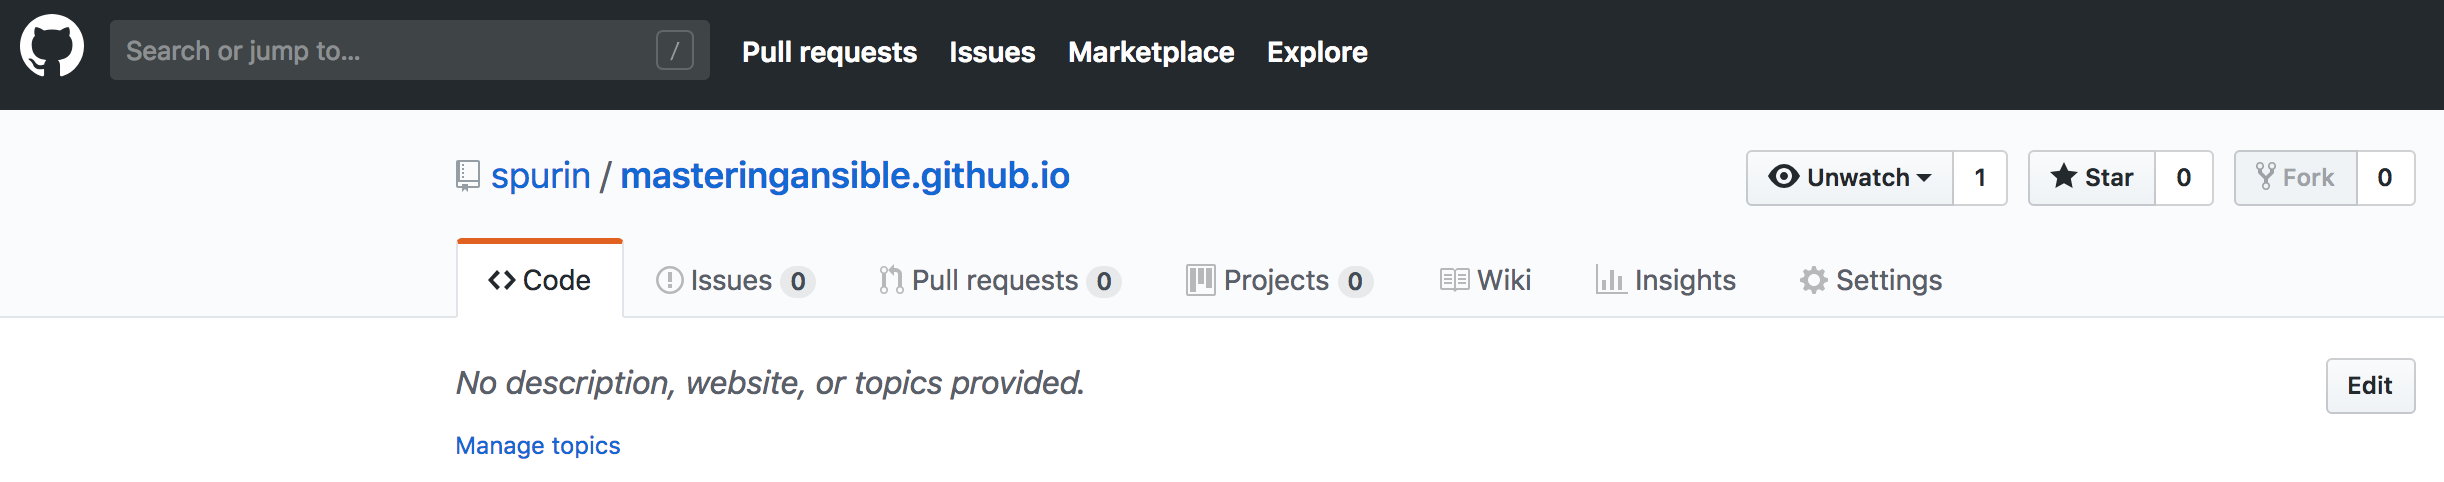 Search or jump to... / Pull requests Issues Marketplace Explore
spurin / masteringansible.github.io Unwatch 1 Star 0 Fork 0
Code Issues 0 Pull requests 0 Projects 0 Wiki Insights Settings
No description, website, or topics provided. Edit
Manage topics